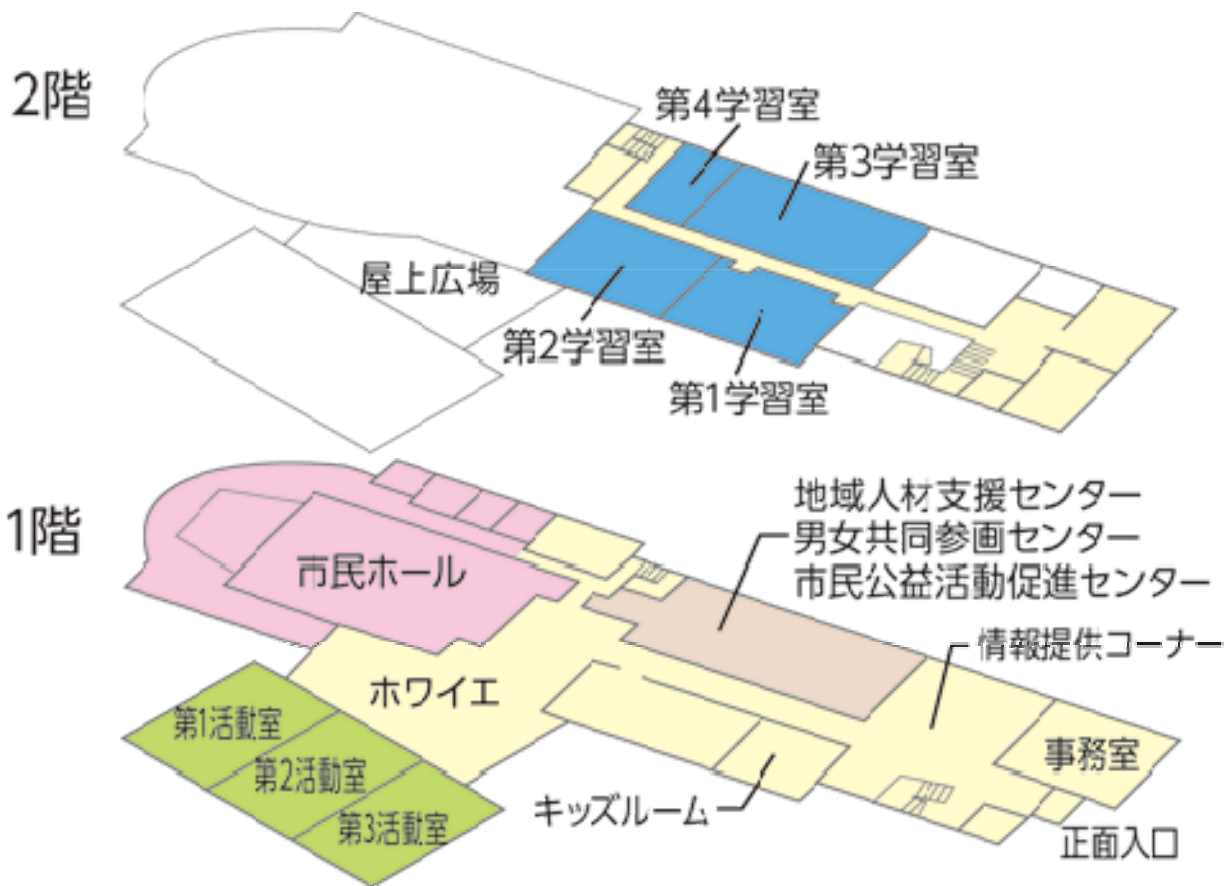 2階
第4学習室
第3学習室
屋上広場
第2学習室
第1学習室
1階
地域人材支援センター
男女共同参画センター
市民公益活動促進センター
市民ホール
情報提供コーナー
ホワイエ
第1活動室
第2活動室
第3活動室
事務室
キッズルーム
正面入口